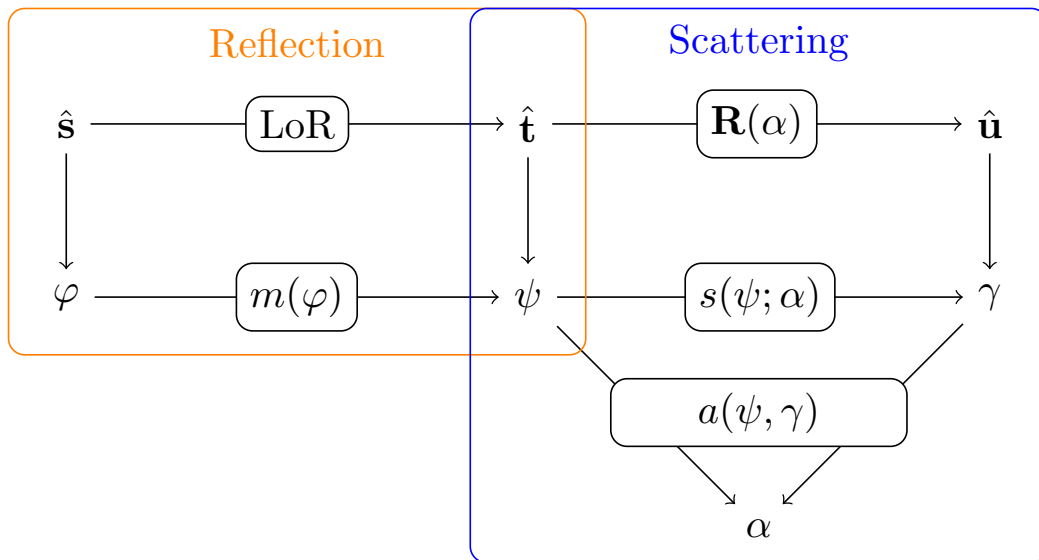 Reflection Scattering
ŝ LoR t̂ R(α) û
φ m(φ) ψ s(ψ; α) γ
a(ψ, γ)
α